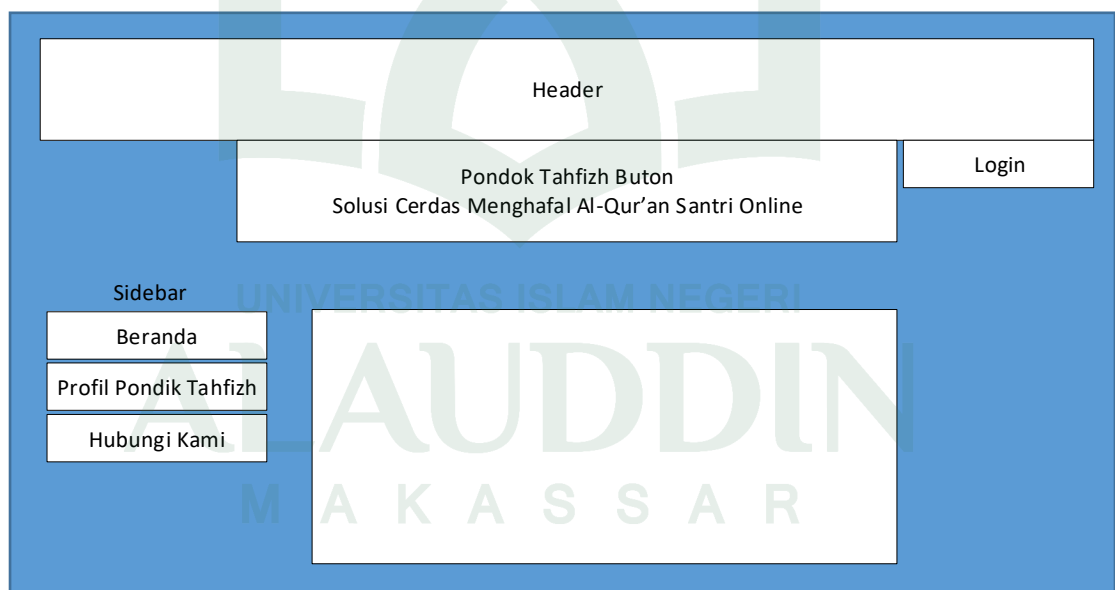 Header
Pondok Tahfizh Buton
Solusi Cerdas Menghafal Al-Qur’an Santri Online
Login
Sidebar
Beranda
Profil Pondik Tahfizh
Hubungi Kami
UNIVERSITAS ISLAM NEGERI
ALAUDDIN
MAKASSAR